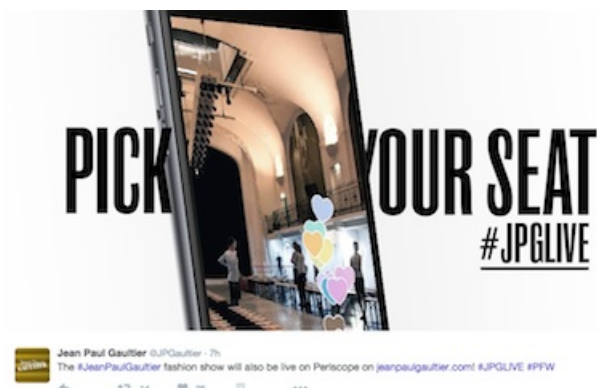 PICK YOUR SEAT
#JPGLIVE
Jean Paul Gaultier @JPGaultier · 7h
The #JeanPaulGaultier fashion show will also be live on Periscope on jeanpaulgaultier.com! #JPGLIVE #PFW